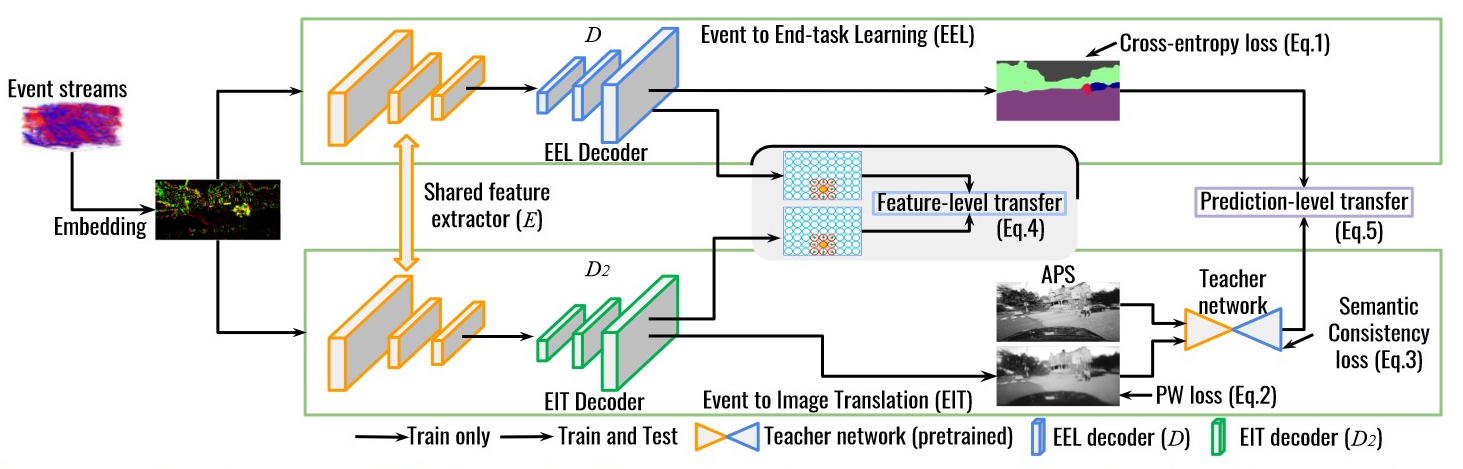 D
Event to End-task Learning (EEL)
Cross-entropy loss (Eq.1)
Event streams
EEL Decoder
Embedding
Shared feature
extractor (E)
Feature-level transfer
(Eq.4)
Prediction-level transfer
(Eq.5)
D2
APS
Teacher
network
Semantic
Consistency
loss (Eq.3)
EIT Decoder
Event to Image Translation (EIT)
PW loss (Eq.2)
Train only
Train and Test
Teacher network (pretrained)
EEL decoder (D)
EIT decoder (D2)